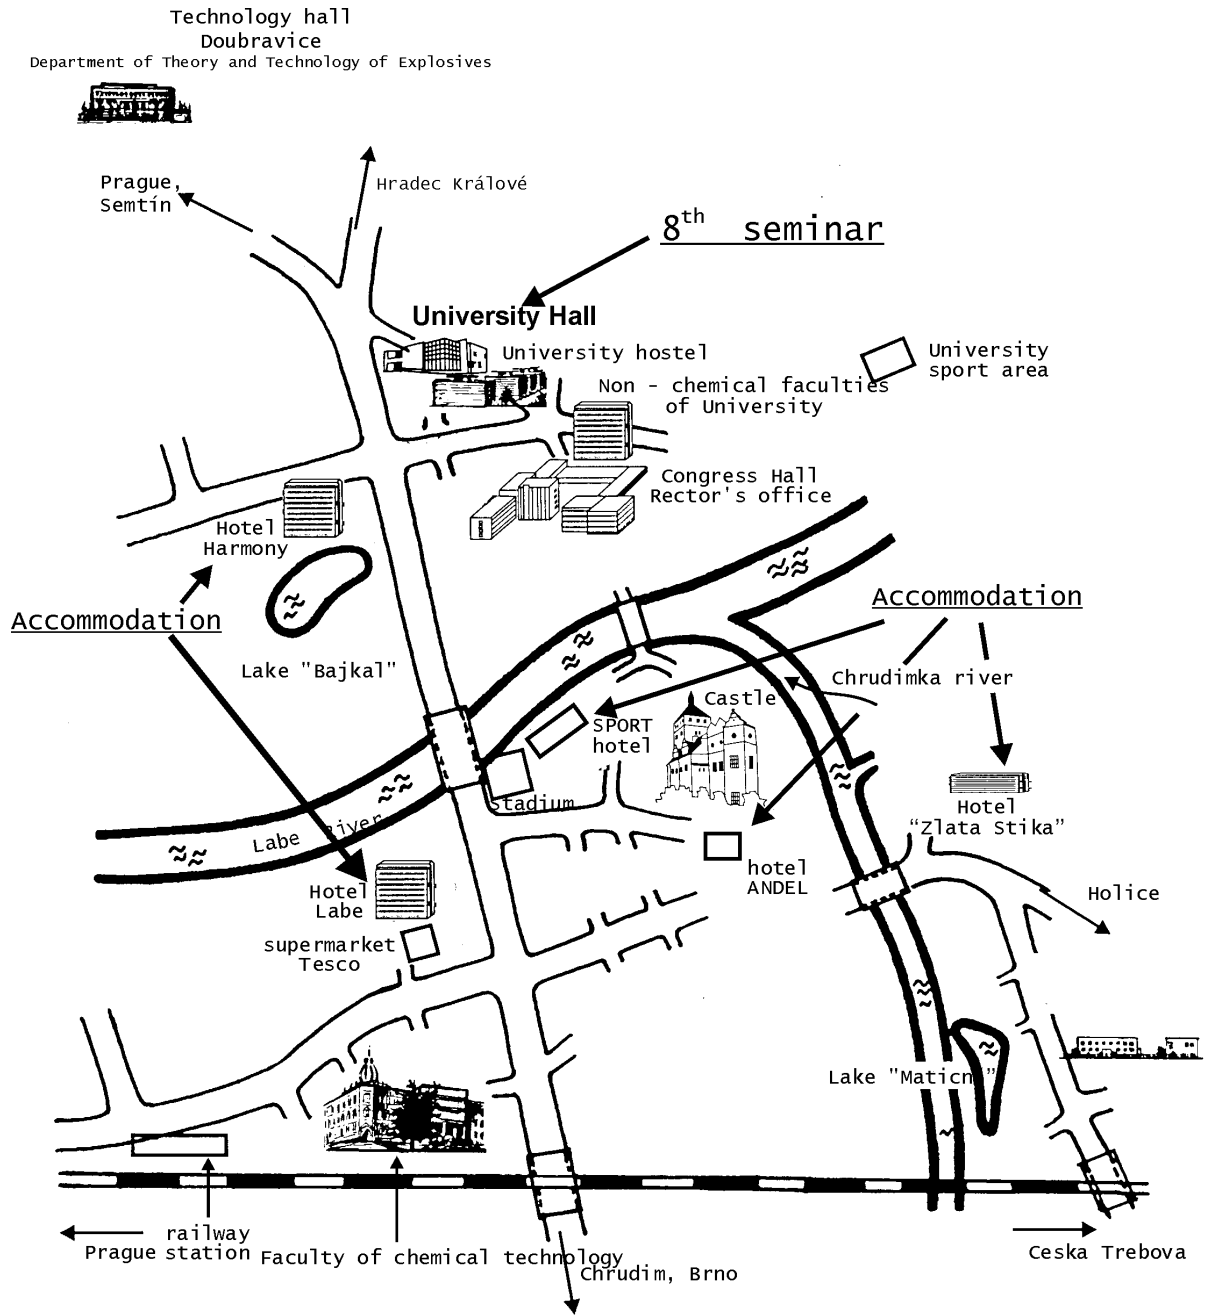 Technology hall
Doubravice
Department of Theory and Technology of Explosives
Prague,
Semtín
Hradec Králové
8th seminar
University Hall
University hostel
University
sport area
Non - chemical faculties
of University
Congress Hall
Rector's office
Hotel
Harmony
Accommodation
Accommodation
Lake "Bajkal"
Chrudimka river
Castle
SPORT
hotel
Stadium
Hotel
“Zlata Stika”
Labe River
hotel
ANDEL
Hotel
Labe
Holice
supermarket
Tesco
Lake "Maticni"
railway
station
Prague
Faculty of chemical technology
Ceska Trebova
Chrudim, Brno